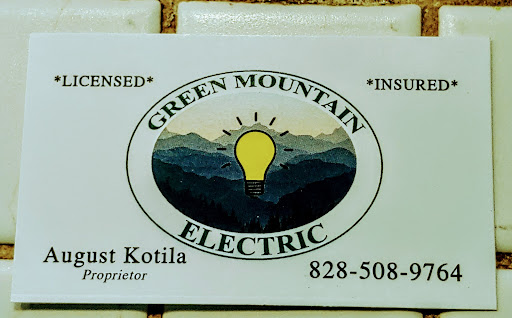 *LICENSED*
GREEN MOUNTAIN
*INSURED*
ELECTRIC
August Kotila
Proprietor
828-508-9764